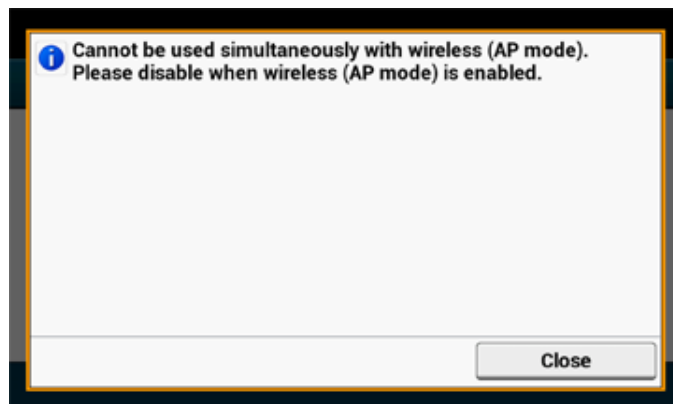 Cannot be used simultaneously with wireless (AP mode).
Please disable when wireless (AP mode) is enabled.
Close